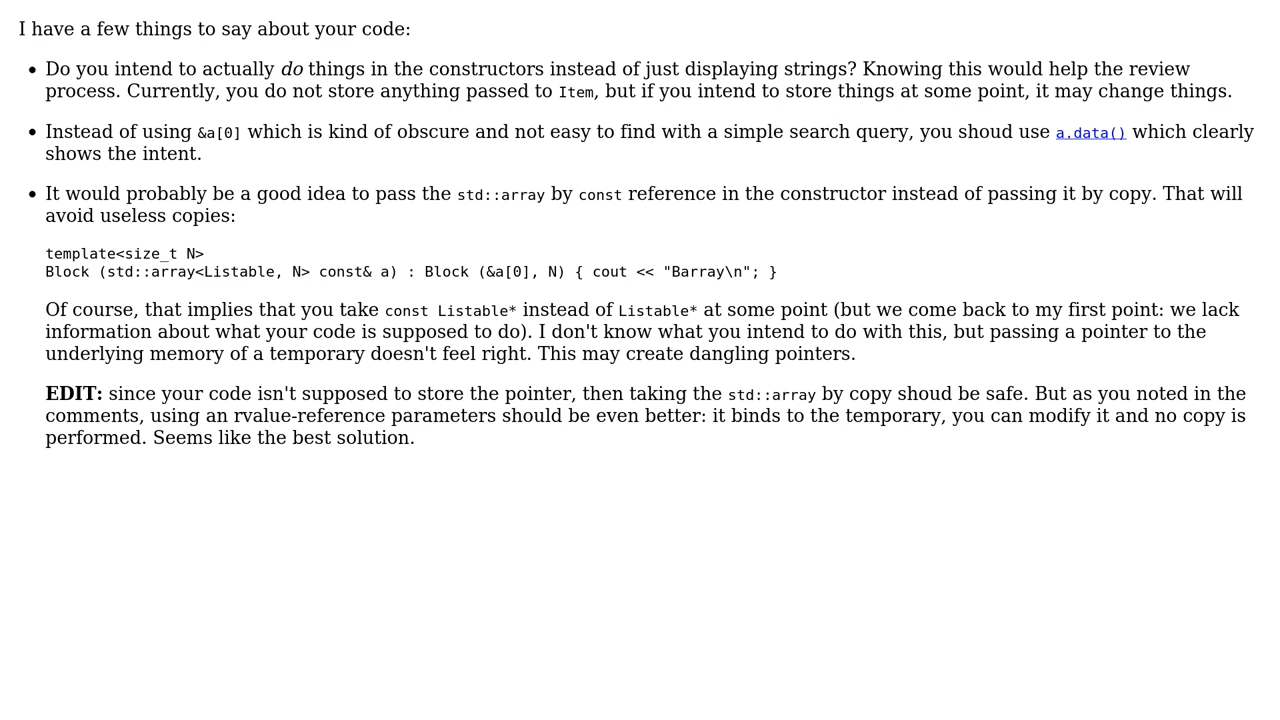 I have a few things to say about your code:
• Do you intend to actually do things in the constructors instead of just displaying strings? Knowing this would help the review
process. Currently, you do not store anything passed to Item, but if you intend to store things at some point, it may change things.
• Instead of using &a[0] which is kind of obscure and not easy to find with a simple search query, you shoud use a.data() which clearly
shows the intent.
• It would probably be a good idea to pass the std::array by const reference in the constructor instead of passing it by copy. That will
avoid useless copies:
template<size_t N>
Block (std::array<Listable, N> const& a) : Block (&a[0], N) { cout << "Barray\n"; }
Of course, that implies that you take const Listable* instead of Listable* at some point (but we come back to my first point: we lack
information about what your code is supposed to do). I don't know what you intend to do with this, but passing a pointer to the
underlying memory of a temporary doesn't feel right. This may create dangling pointers.
EDIT: since your code isn't supposed to store the pointer, then taking the std::array by copy shoud be safe. But as you noted in the
comments, using an rvalue-reference parameters should be even better: it binds to the temporary, you can modify it and no copy is
performed. Seems like the best solution.